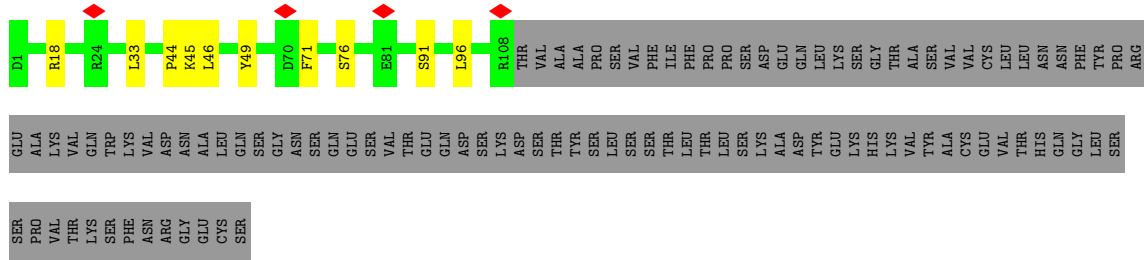 D1 R18 R24 L33 P44 K45 L46 Y49 D70 F71 S76 E81 S91 L96 R108 THR VAL ALA ALA PRO SER VAL PHE ILE PHE PRO PRO SER ASP GLU GLN LEU LYS SER GLY THR ALA SER VAL VAL CYS LEU LEU ASN ASN PHE TYR PRO ARG
GLU ALA LYS VAL GLN TRP LYS VAL ASP ASN ALA LEU GLN SER GLY ASN SER GLN GLU SER VAL THR GLU GLN ASP SER LYS ASP SER THR TYR SER LEU SER SER THR LEU THR LEU SER LYS ALA ASP TYR GLU LYS HIS LYS VAL TYR ALA CYS GLU VAL THR HIS GLN GLY LEU SER
SER PRO VAL THR LYS SER PHE ASN ARG GLY GLU CYS SER